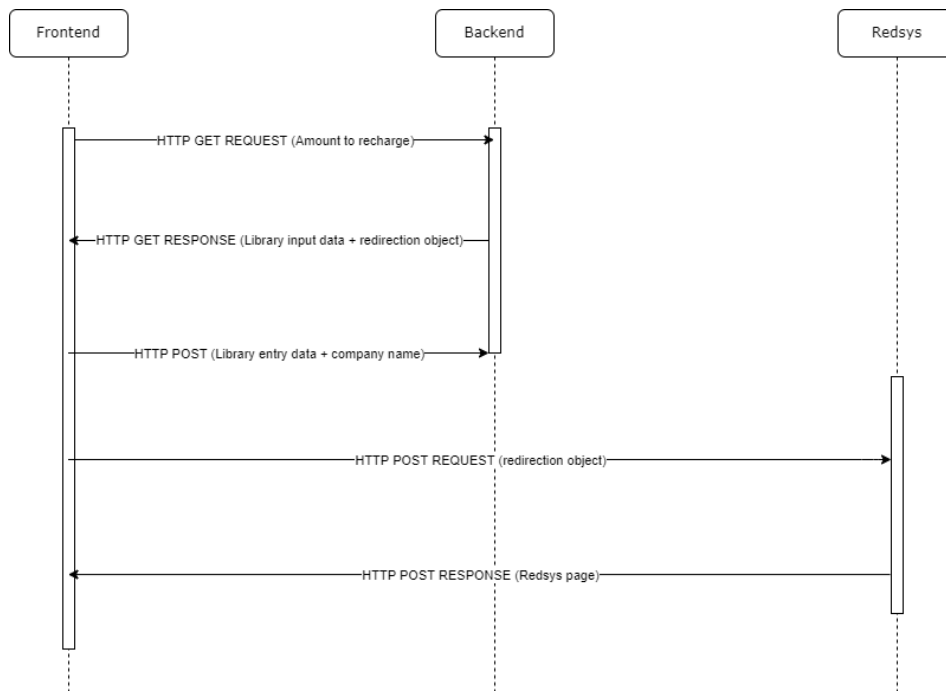 Frontend
Backend
Redsys
HTTP GET REQUEST (Amount to recharge)
HTTP GET RESPONSE (Library input data + redirection object)
HTTP POST (Library entry data + company name)
HTTP POST REQUEST (redirection object)
HTTP POST RESPONSE (Redsys page)